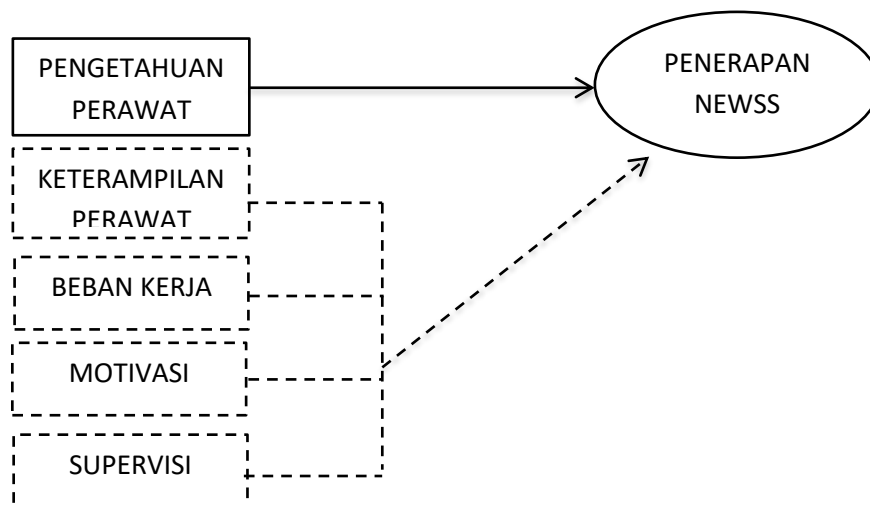 PENGETAHUAN
PERAWAT
PENERAPAN
NEWSS
KETERAMPILAN
PERAWAT
BEBAN KERJA
MOTIVASI
SUPERVISI